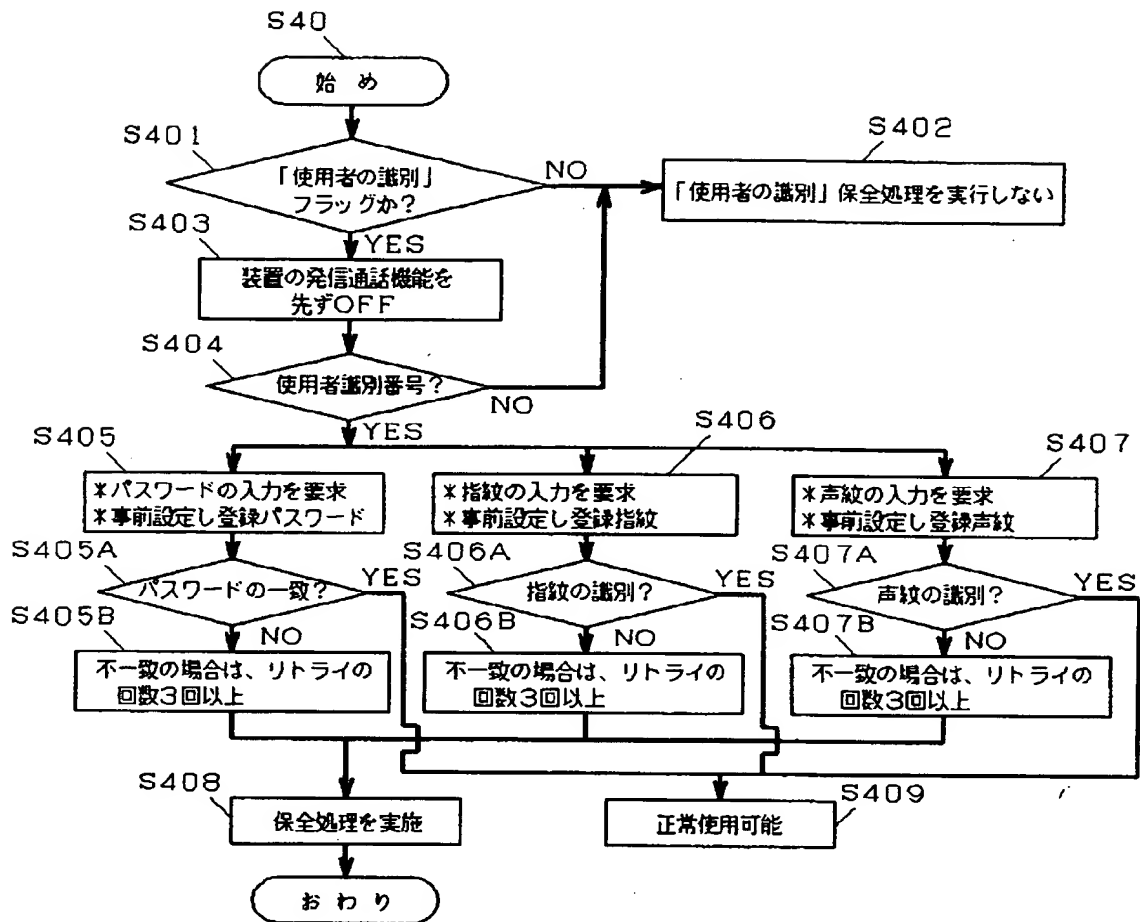 S40
始め
S401
「使用者の識別」
フラッグか？
NO
S402
「使用者の識別」保全処理を実行しない
YES
S403
装置の発信通話機能を
先ずOFF
S404
使用者識別番号？
NO
YES
S405
*パスワードの入力を要求
*事前設定し登録パスワード
S406
*指紋の入力を要求
*事前設定し登録指紋
S407
*声紋の入力を要求
*事前設定し登録声紋
S405A
パスワードの一致？
YES
S406A
指紋の識別？
YES
S407A
声紋の識別？
YES
S405B
NO
不一致の場合は、リトライの
回数3回以上
S406B
NO
不一致の場合は、リトライの
回数3回以上
S407B
NO
不一致の場合は、リトライの
回数3回以上
S408
保全処理を実施
S409
正常使用可能
おわり